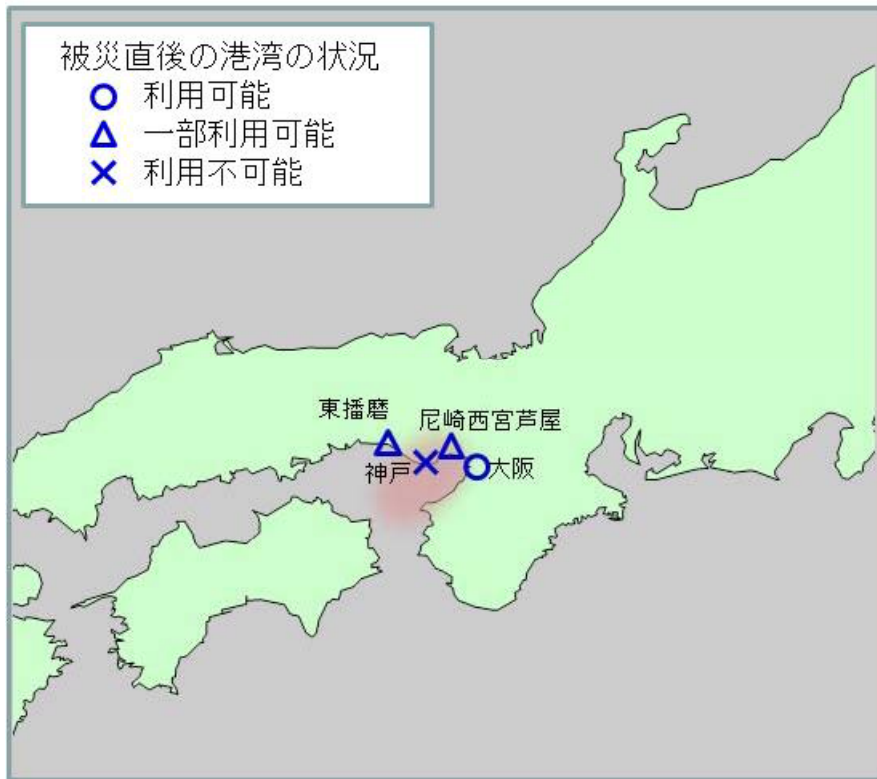 被災直後の港湾の状況
利用可能
一部利用可能
利用不可能
東播磨
尼崎西宮芦屋
神戸
大阪